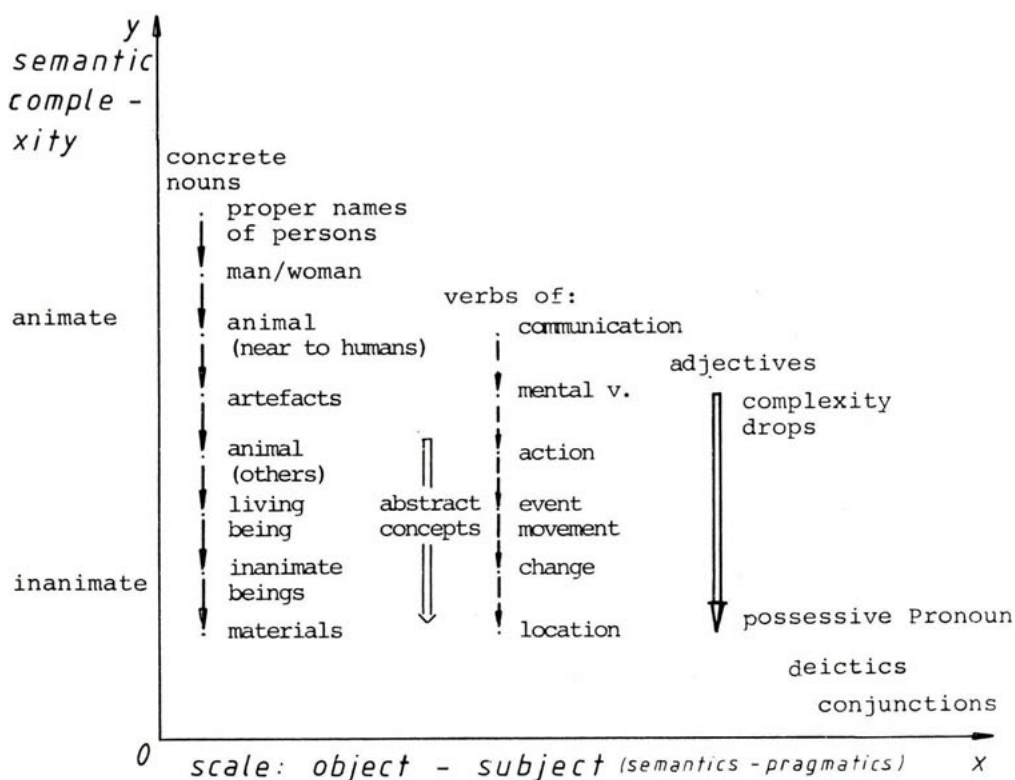 y
semantic
comple -
xity
concrete
nouns
proper names
of persons
man/woman
animate
animal
(near to humans)
artefacts
animal
(others)
living
being
inanimate
inanimate
beings
materials
abstract
concepts
verbs of:
communication
mental v.
action
event
movement
change
location
adjectives
complexity
drops
possessive Pronoun
deictics
conjunctions
0
scale: object - subject (semantics - pragmatics)
x